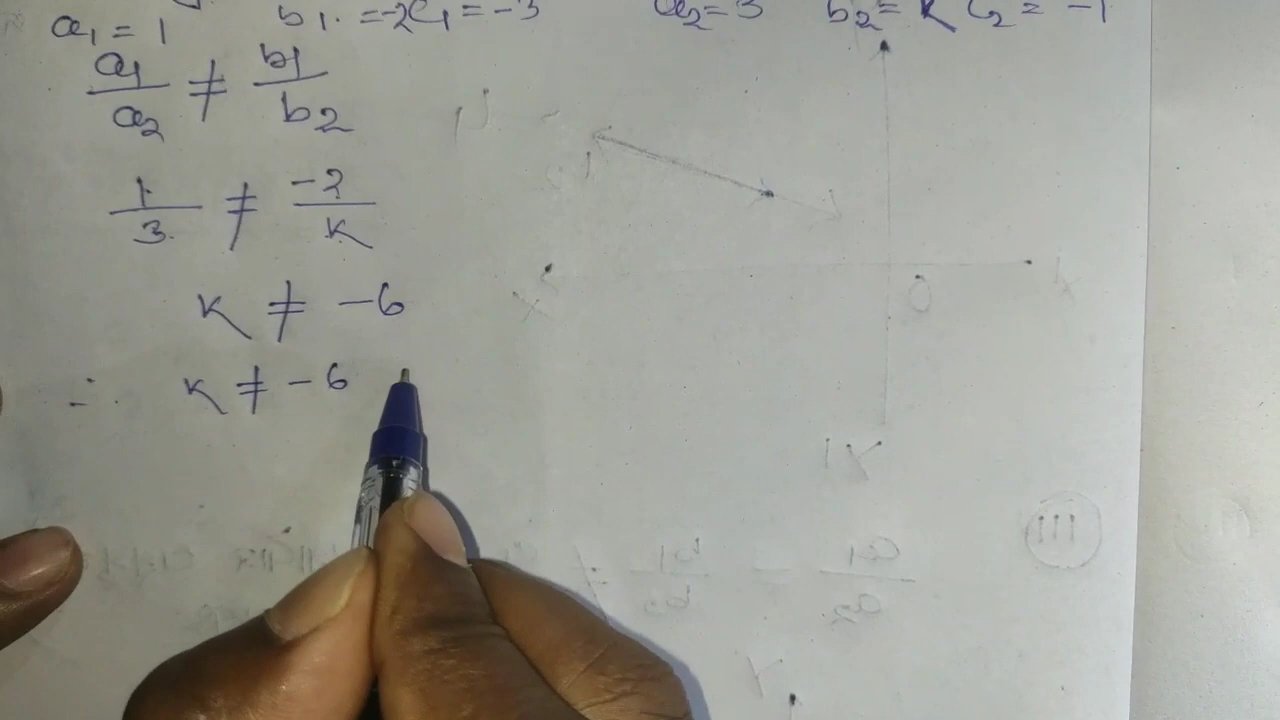 a₁ = 1 b₁ = -2 C₁ = -3 a₂ = 3 b₂ = K C₂ = -1
a₁/a₂ ≠ b₁/b₂
1/3 ≠ -2/K
K ≠ -6
∴ K ≠ -6